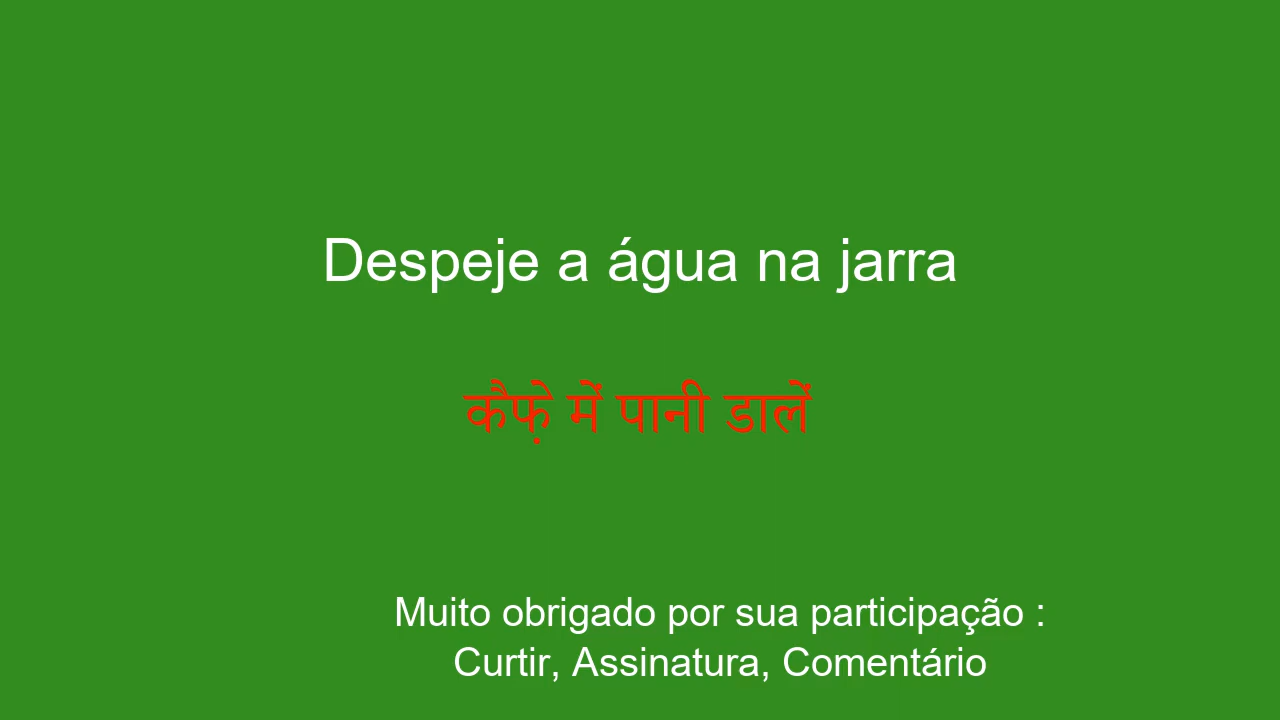 Despeje a água na jarra
कैफ़े में पानी डालें
Muito obrigado por sua participação :
Curtir, Assinatura, Comentário